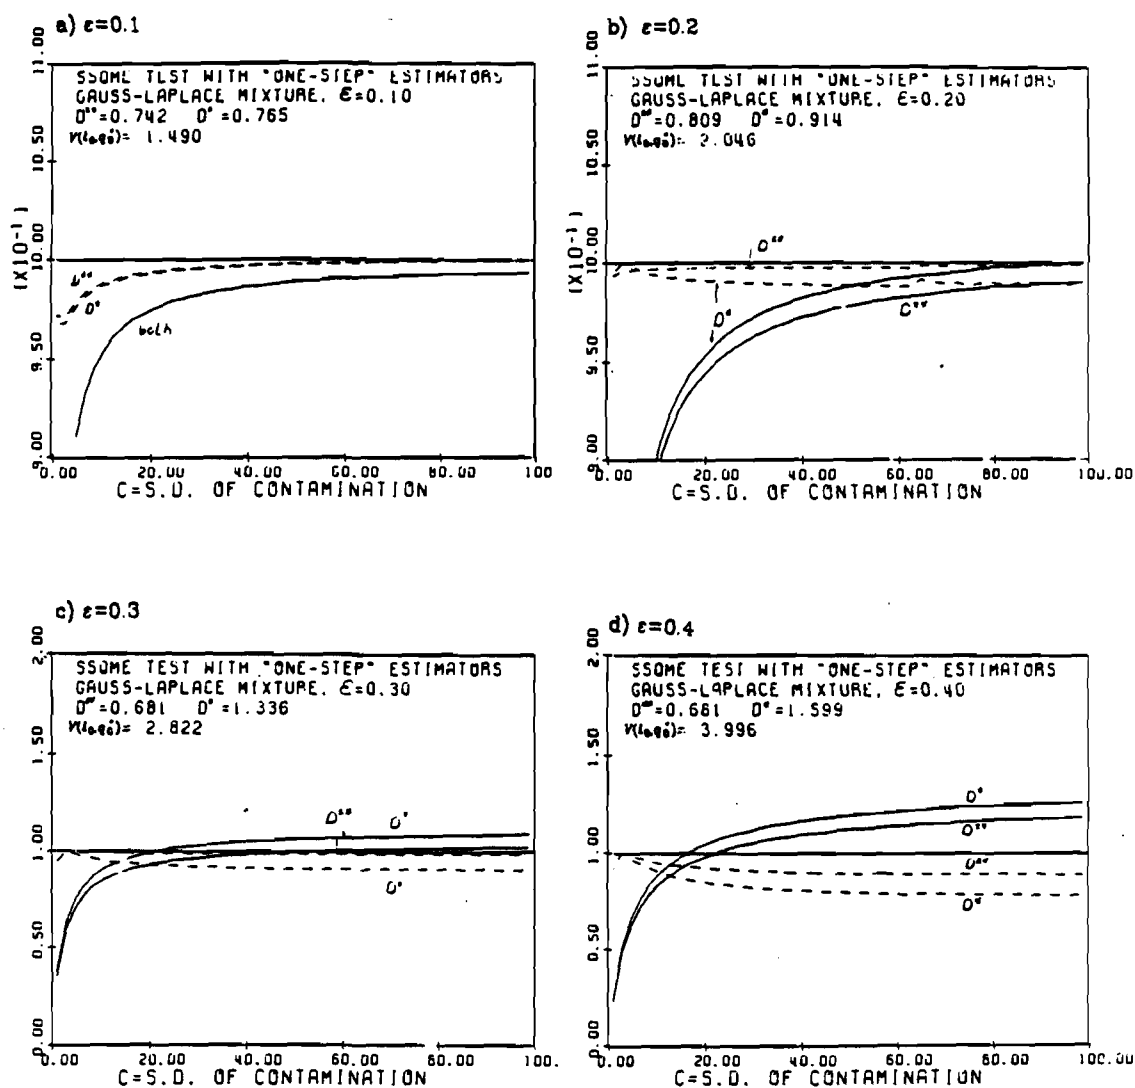 a) ε=0.1
SSOME TEST WITH "ONE-STEP" ESTIMATORS
GAUSS-LAPLACE MIXTURE, ε=0.10
D**=0.742 D*=0.765
= 1.490
11.00
10.50
10.00
9.50
9.00
(X10⁻¹)
D**
D*
both
0.00 20.00 40.00 60.00 80.00 100.
C=S.D. OF CONTAMINATION
b) ε=0.2
SSOME TEST WITH "ONE-STEP" ESTIMATORS
GAUSS-LAPLACE MIXTURE, ε=0.20
D**=0.809 D*=0.914
= 2.046
11.00
10.50
10.00
9.50
9.00
(X10⁻¹)
D**
D*
D**
0.00 20.00 40.00 60.00 80.00 100.00
C=S.D. OF CONTAMINATION
c) ε=0.3
SSOME TEST WITH "ONE-STEP" ESTIMATORS
GAUSS-LAPLACE MIXTURE, ε=0.30
D**=0.681 D*=1.336
= 2.822
2.00
1.50
1.00
0.50
0.00
D** D*
D*
0.00 20.00 40.00 60.00 80.00 100.
C=S.D. OF CONTAMINATION
d) ε=0.4
SSOME TEST WITH "ONE-STEP" ESTIMATORS
GAUSS-LAPLACE MIXTURE, ε=0.40
D**=0.681 D*=1.599
= 3.996
2.00
1.50
1.00
0.50
0.00
D*
D**
D**
D*
0.00 20.00 40.00 60.00 80.00 100.
C=S.D. OF CONTAMINATION